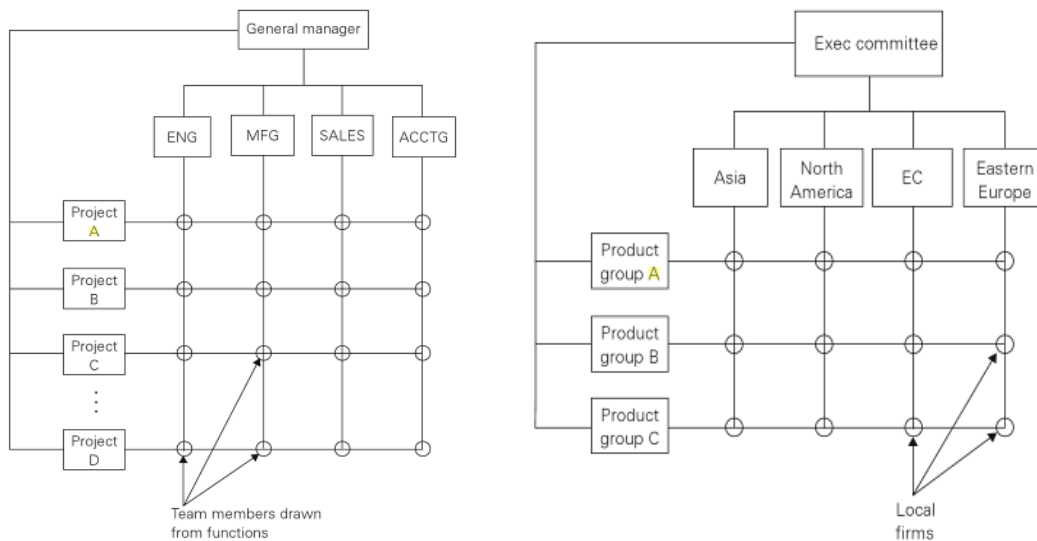 General manager
ENG
MFG
SALES
ACCTG
Project
A
Project
B
Project
C
⋮
Project
D
Team members drawn
from functions
Exec committee
Asia
North
America
EC
Eastern
Europe
Product
group A
Product
group B
Product
group C
Local
firms